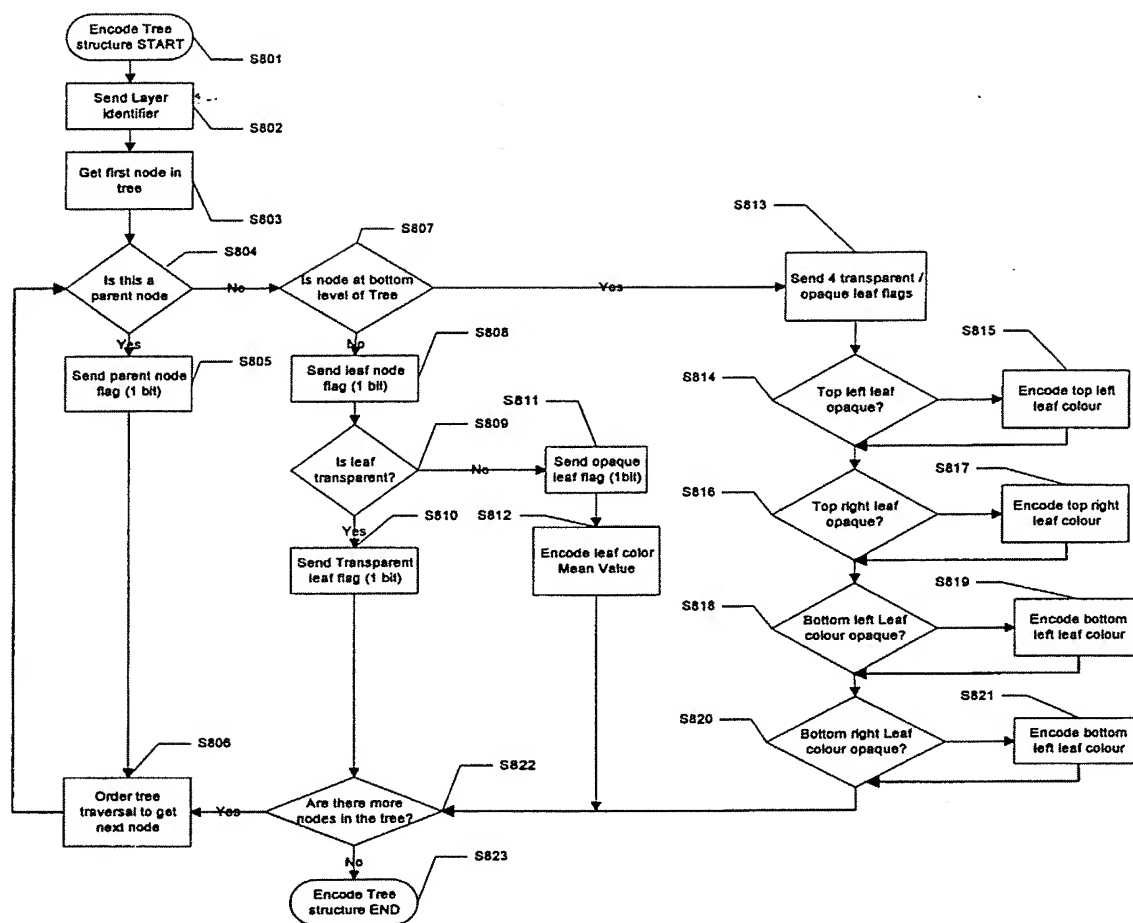 Encode Tree
structure START
S801
Send Layer
identifier
S802
Get first node in
tree
S803
S804
Is this a
parent node
No
Yes
Send parent node
flag (1 bit)
S805
S806
Order tree
traversal to get
next node
S807
Is node at bottom
level of Tree
Yes
No
S808
Send leaf node
flag (1 bit)
S809
Is leaf
transparent?
No
Yes
S810
Send Transparent
leaf flag (1 bit)
S811
Send opaque
leaf flag (1bit)
S812
Encode leaf color
Mean Value
S813
Send 4 transparent /
opaque leaf flags
S814
Top left leaf
opaque?
S815
Encode top left
leaf colour
S816
Top right leaf
opaque?
S817
Encode top right
leaf colour
S818
Bottom left Leaf
colour opaque?
S819
Encode bottom
left leaf colour
S820
Bottom right Leaf
colour opaque?
S821
Encode bottom
left leaf colour
S822
Are there more
nodes in the tree?
Yes
No
S823
Encode Tree
structure END